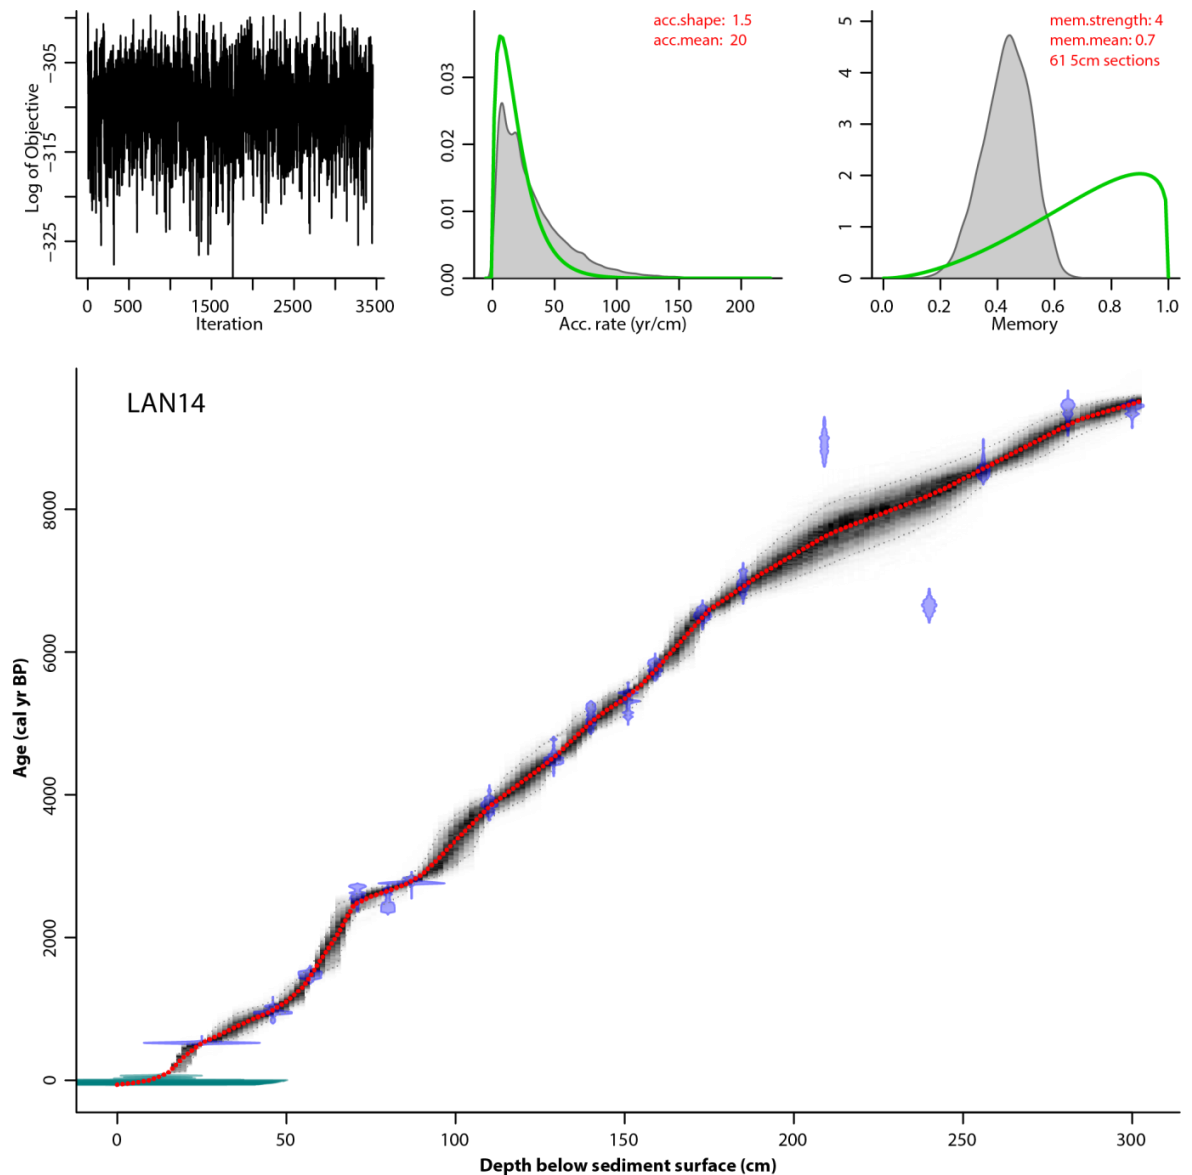 acc.shape: 1.5
acc.mean: 20
mem.strength: 4
mem.mean: 0.7
61 5cm sections
Log of Objective
-305
-315
-325
0 500 1500 2500 3500
Iteration
0.03
0.02
0.01
0.00
0 50 100 150 200
Acc. rate (yr/cm)
5
4
3
2
1
0
0.0 0.2 0.4 0.6 0.8 1.0
Memory
LAN14
Age (cal yr BP)
8000
6000
4000
2000
0
0 50 100 150 200 250 300
Depth below sediment surface (cm)